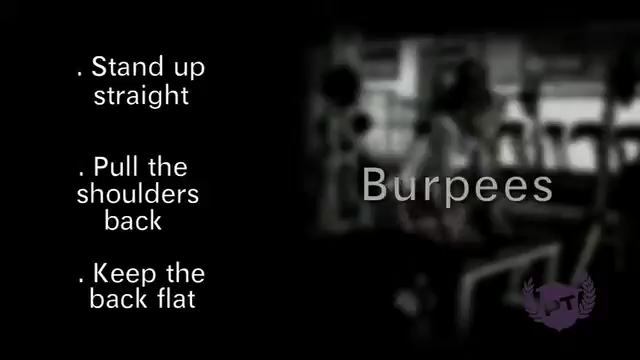 . Stand up
straight
. Pull the
shoulders
back
. Keep the
back flat
Burpees
PT